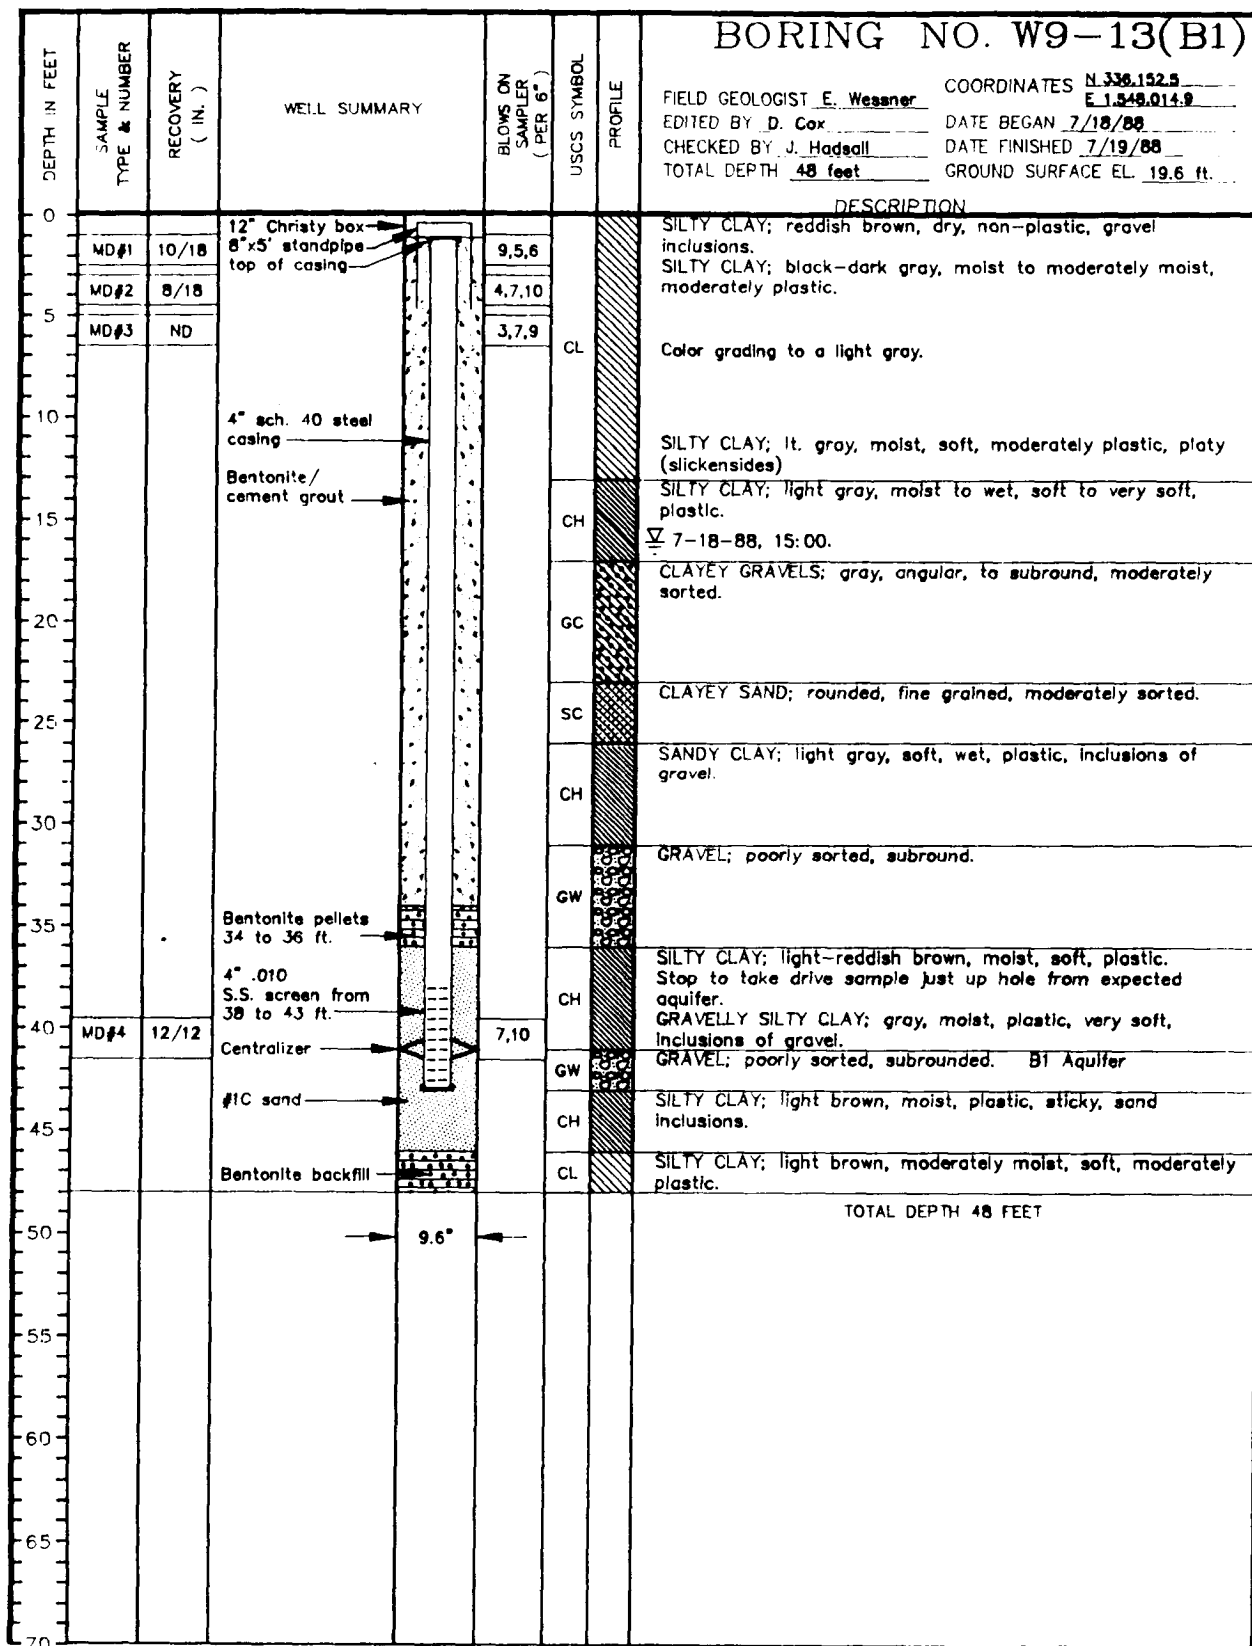 BORING NO. W9-13(B1)
DEPTH IN FEET
SAMPLE
TYPE & NUMBER
RECOVERY
( IN. )
WELL SUMMARY
BLOWS ON
SAMPLER
( PER 6" )
USCS SYMBOL
PROFILE
FIELD GEOLOGIST E. Wessner
EDITED BY D. Cox
CHECKED BY J. Hadsall
TOTAL DEPTH 48 feet
COORDINATES N 336,152.5
E 1,548,014.9
DATE BEGAN 7/18/88
DATE FINISHED 7/19/88
GROUND SURFACE EL. 19.6 ft.
DESCRIPTION
0
5
10
15
20
25
30
35
40
45
50
55
60
65
70
MD#1 10/18
MD#2 8/18
MD#3 ND
MD#4 12/12
12" Christy box
8"x5' standpipe
top of casing
4" sch. 40 steel
casing
Bentonite/
cement grout
Bentonite pellets
34 to 36 ft.
4" .010
S.S. screen from
38 to 43 ft.
Centralizer
#1C sand
Bentonite backfill
9.6"
9,5,6
4,7,10
3,7,9
7,10
CL
CH
GC
SC
CH
GW
CH
GW
CH
CL
SILTY CLAY; reddish brown, dry, non-plastic, gravel
inclusions.
SILTY CLAY; black-dark gray, moist to moderately moist,
moderately plastic.
Color grading to a light gray.
SILTY CLAY; lt. gray, moist, soft, moderately plastic, platy
(slickensides)
SILTY CLAY; light gray, moist to wet, soft to very soft,
plastic.
7-18-88, 15:00.
CLAYEY GRAVELS; gray, angular, to subround, moderately
sorted.
CLAYEY SAND; rounded, fine grained, moderately sorted.
SANDY CLAY; light gray, soft, wet, plastic, inclusions of
gravel.
GRAVEL; poorly sorted, subround.
SILTY CLAY; light-reddish brown, moist, soft, plastic.
Stop to take drive sample just up hole from expected
aquifer.
GRAVELLY SILTY CLAY; gray, moist, plastic, very soft,
inclusions of gravel.
GRAVEL; poorly sorted, subrounded. B1 Aquifer
SILTY CLAY; light brown, moist, plastic, sticky, sand
inclusions.
SILTY CLAY; light brown, moderately moist, soft, moderately
plastic.
TOTAL DEPTH 48 FEET